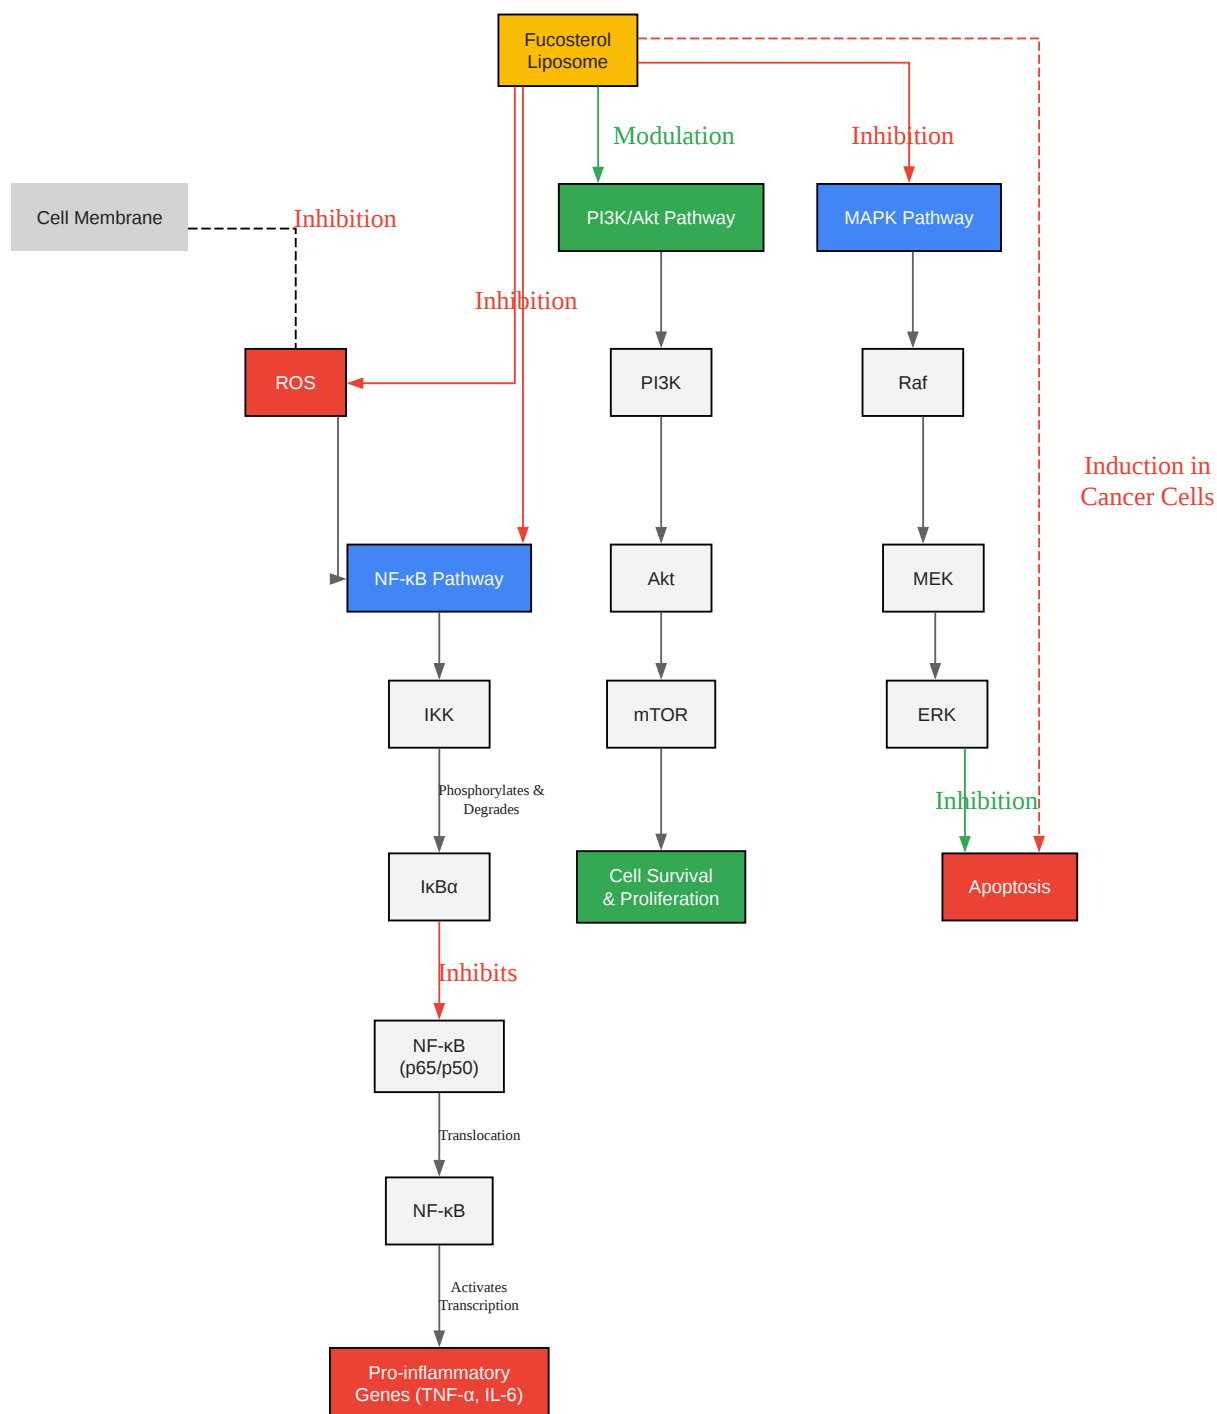 Fucosterol
Liposome
Modulation
Inhibition
Cell Membrane
Inhibition
PI3K/Akt Pathway
MAPK Pathway
Inhibition
ROS
PI3K
Raf
Induction in
Cancer Cells
NF-κB Pathway
Akt
MEK
IKK
mTOR
ERK
Phosphorylates &
Degrades
Inhibition
IκBα
Cell Survival
& Proliferation
Apoptosis
Inhibits
NF-κB
(p65/p50)
Translocation
NF-κB
Activates
Transcription
Pro-inflammatory
Genes (TNF-α, IL-6)